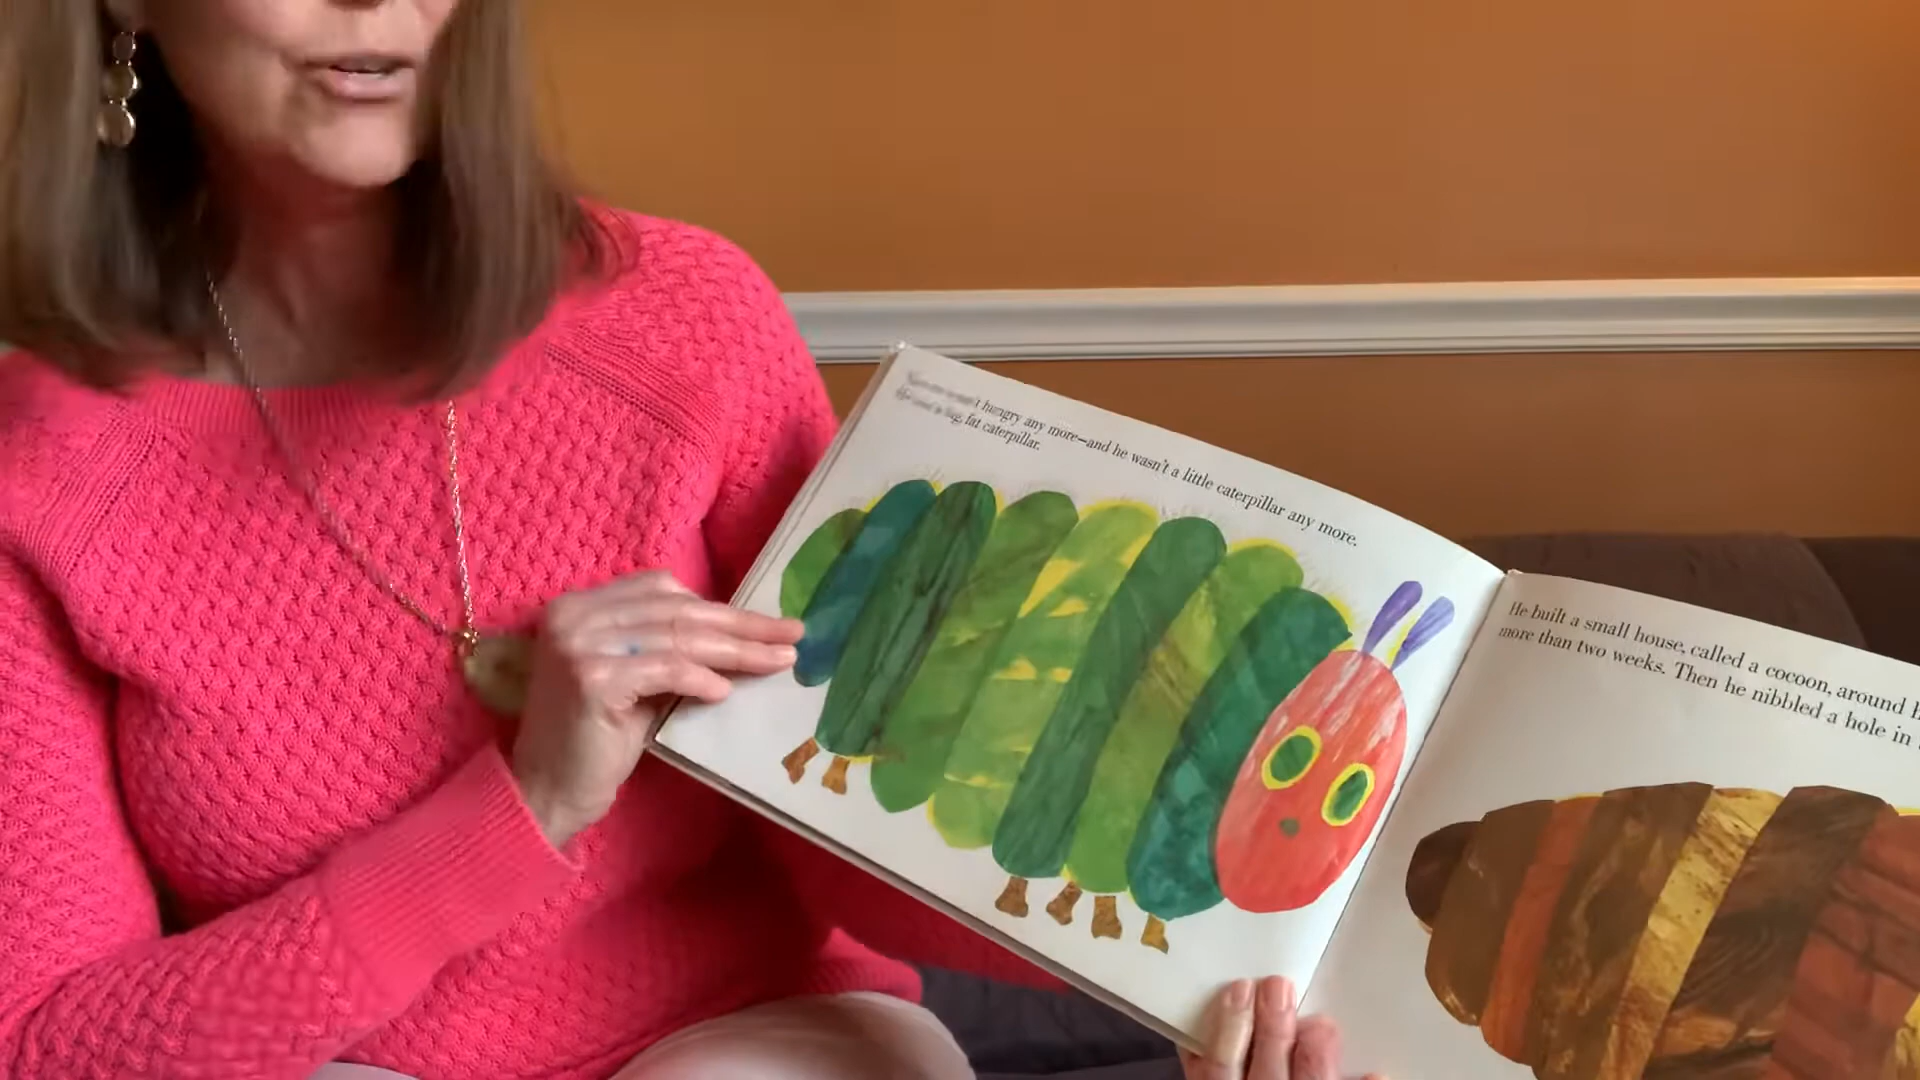 hungry any more—and he wasn't a little caterpillar any more.
fat caterpillar.
He built a small house, called a cocoon, around
more than two weeks. Then he nibbled a hole in